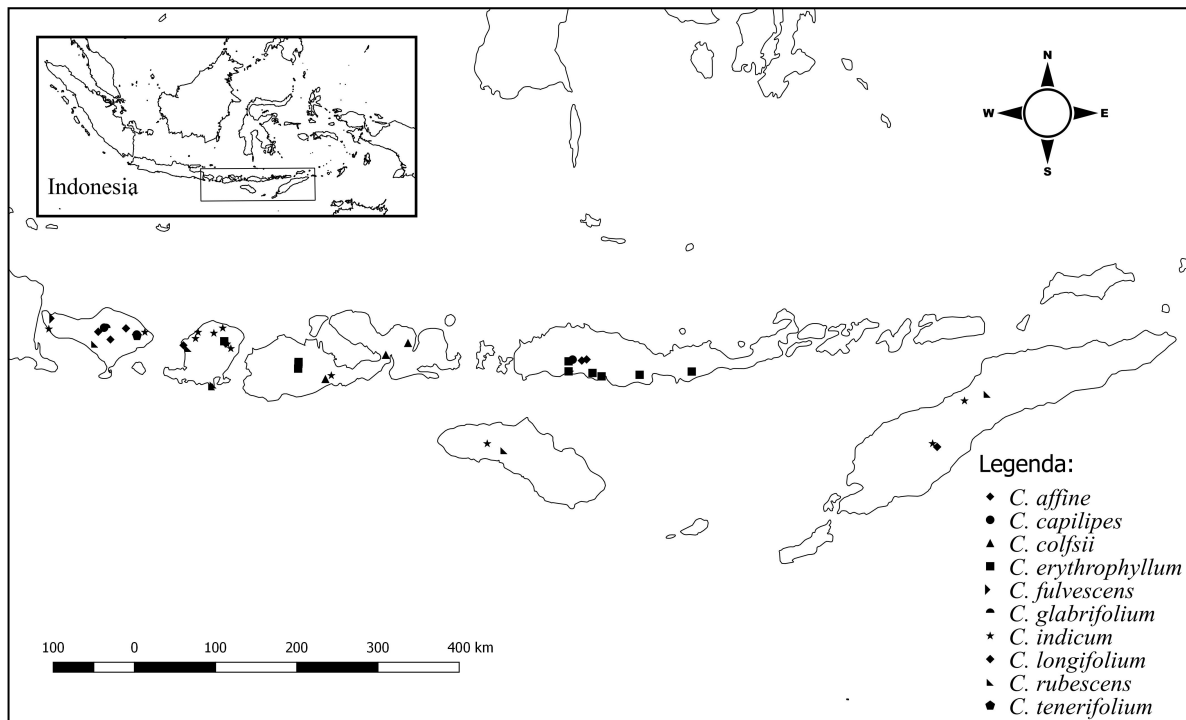 N
W E
S
Indonesia
Legenda:
C. affine
C. capilipes
C. colfsii
C. erythrophyllum
C. fulvescens
C. glabrifolium
C. indicum
C. longifolium
C. rubescens
C. tenerifolium
100 0 100 200 300 400 km